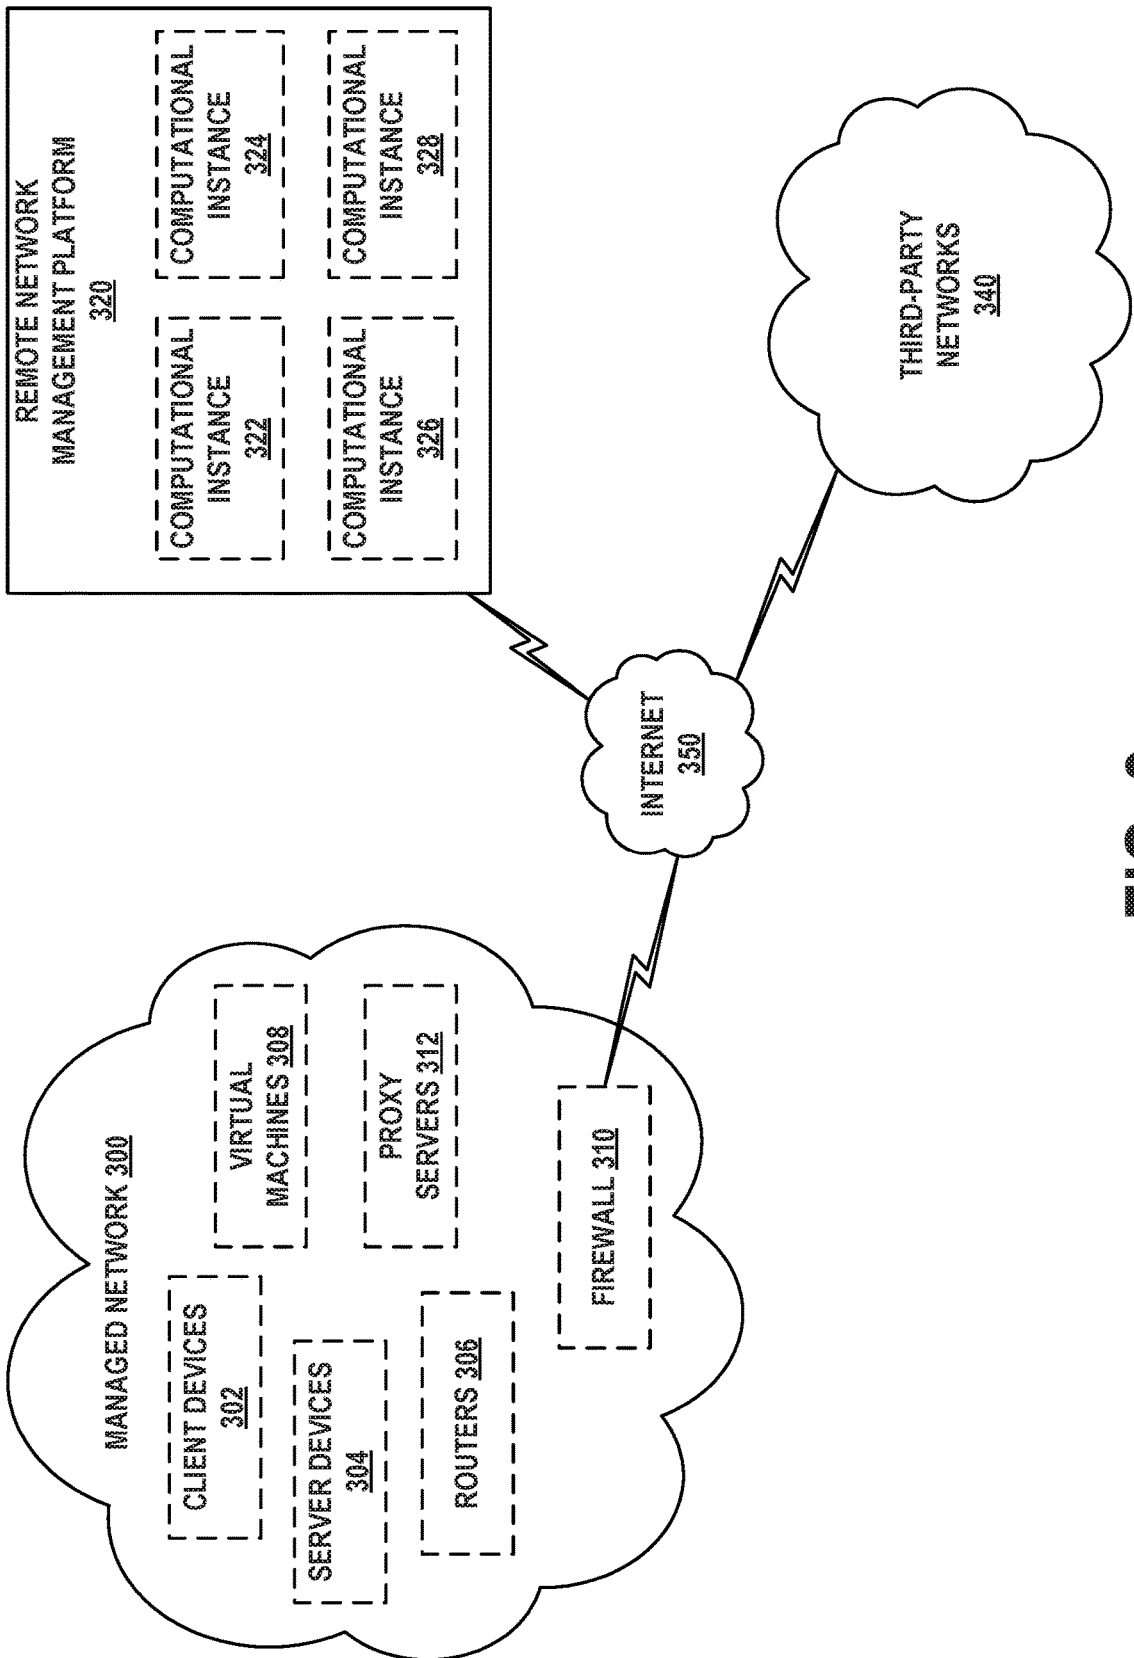 MANAGED NETWORK 300
CLIENT DEVICES
302
VIRTUAL
MACHINES 308
SERVER DEVICES
304
PROXY
SERVERS 312
ROUTERS 306
FIREWALL 310
INTERNET
350
REMOTE NETWORK
MANAGEMENT PLATFORM
320
COMPUTATIONAL
INSTANCE
322
COMPUTATIONAL
INSTANCE
324
COMPUTATIONAL
INSTANCE
326
COMPUTATIONAL
INSTANCE
328
THIRD-PARTY
NETWORKS
340